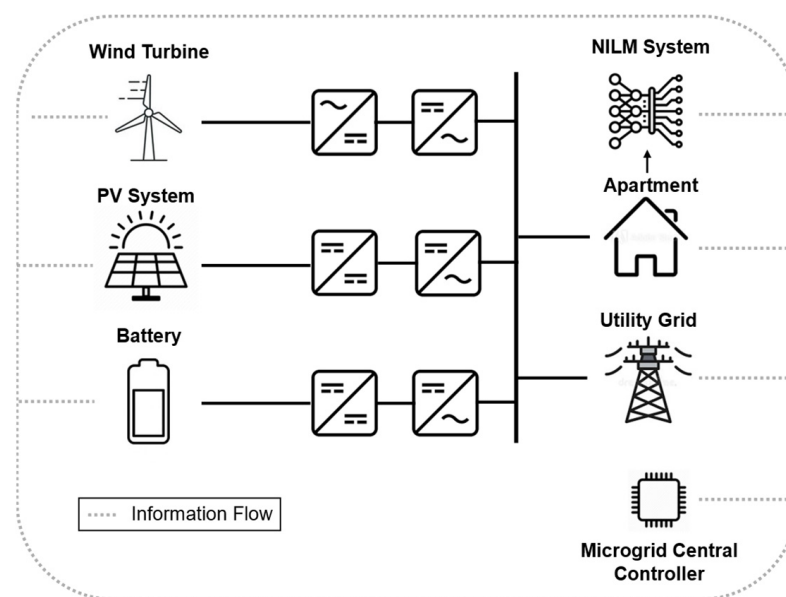 Wind Turbine
NILM System
PV System
Apartment
Battery
Utility Grid
Information Flow
Microgrid Central
Controller